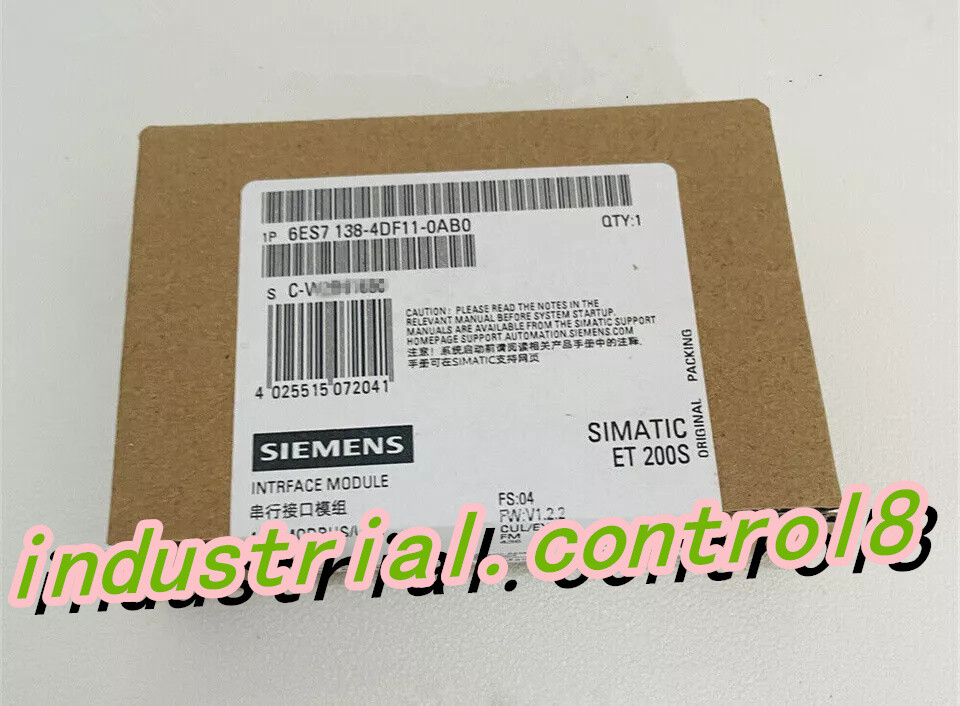 1P 6ES7 138-4DF11-0AB0
QTY:1
S C-
CAUTION: PLEASE READ THE NOTES IN THE
RELEVANT MANUAL BEFORE SYSTEM STARTUP.
MANUALS ARE AVAILABLE FROM THE SIMATIC SUPPORT
HOMEPAGE SUPPORT.AUTOMATION.SIEMENS.COM
注意! 系统启动前请阅读相关产品手册中的注释,
手册可在SIMATIC支持网页
4 025515 072041
ORIGINAL PACKING
SIEMENS
SIMATIC
ET 200S
INTRFACE MODULE
串行接口模组
FS:04
FW:V1.2.2
FM
industrial.control8